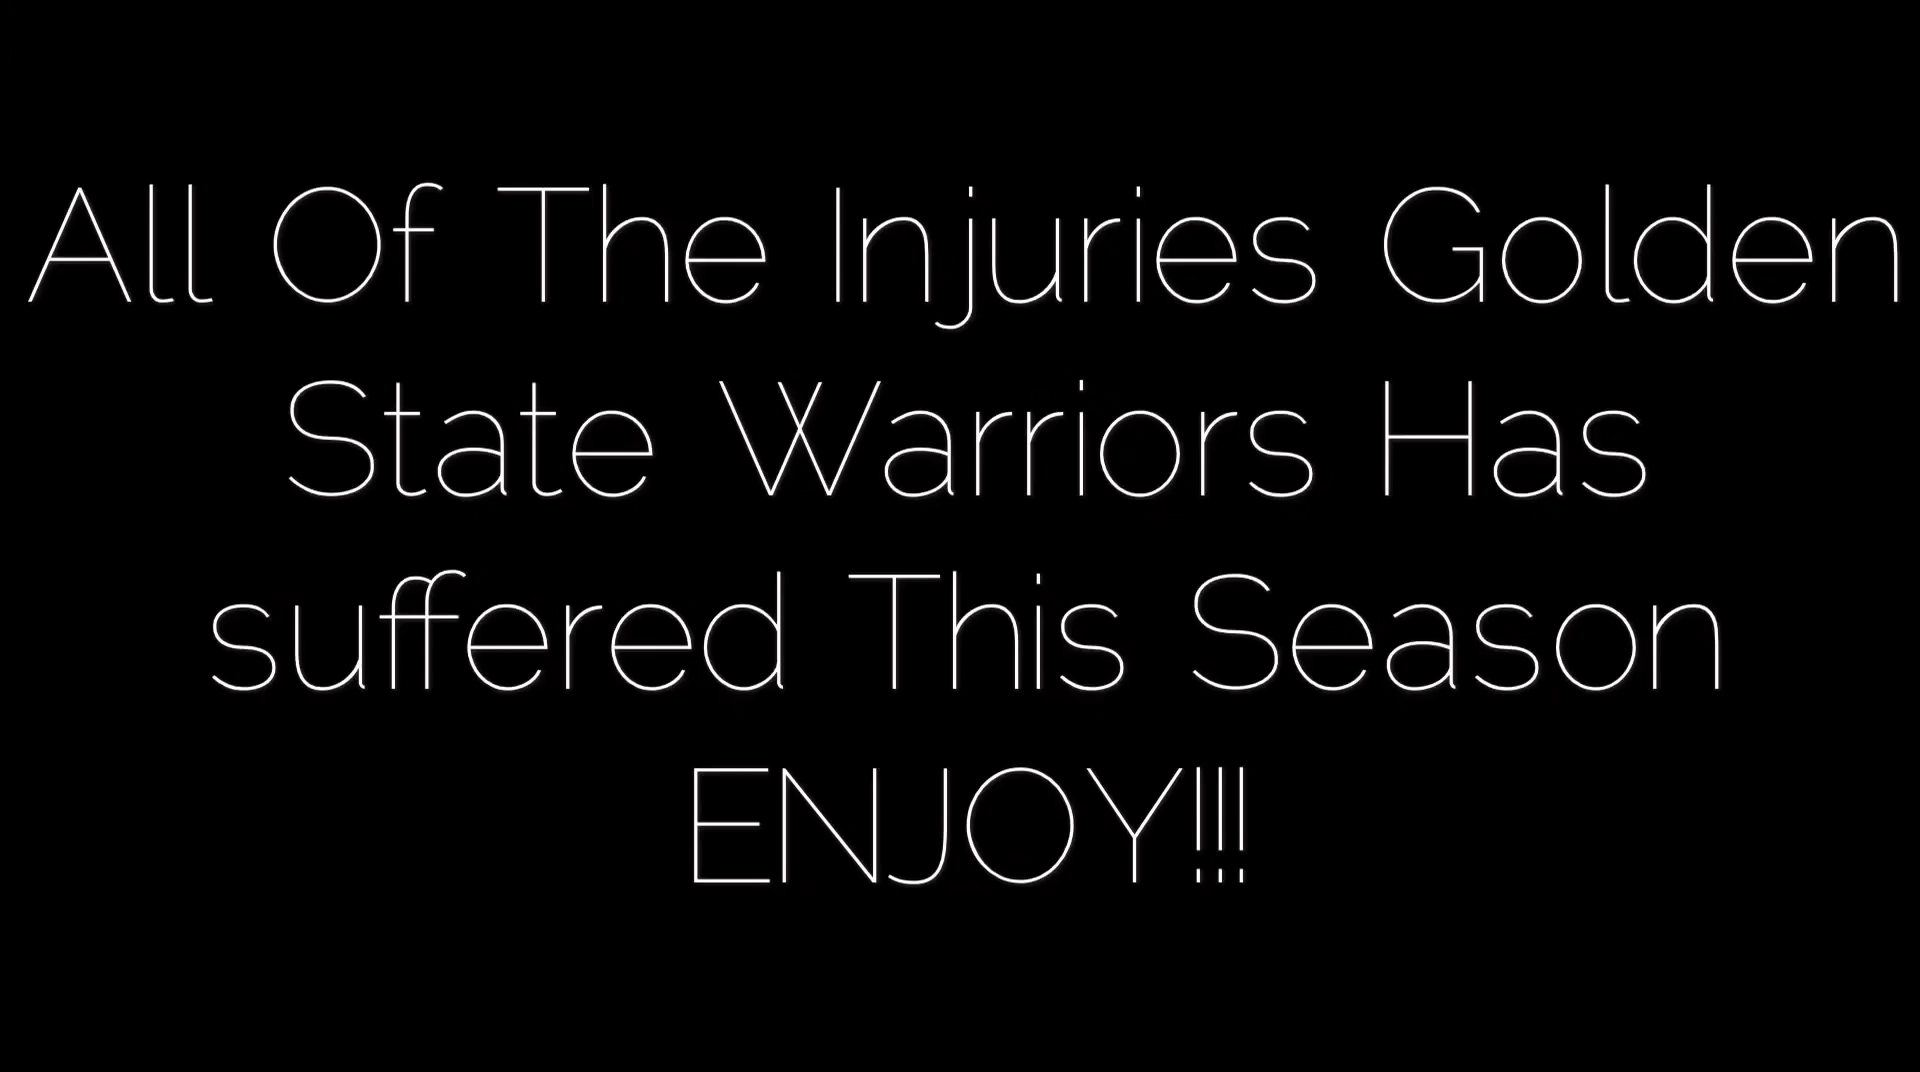 All Of The Injuries Golden
State Warriors Has
suffered This Season
ENJOY!!!